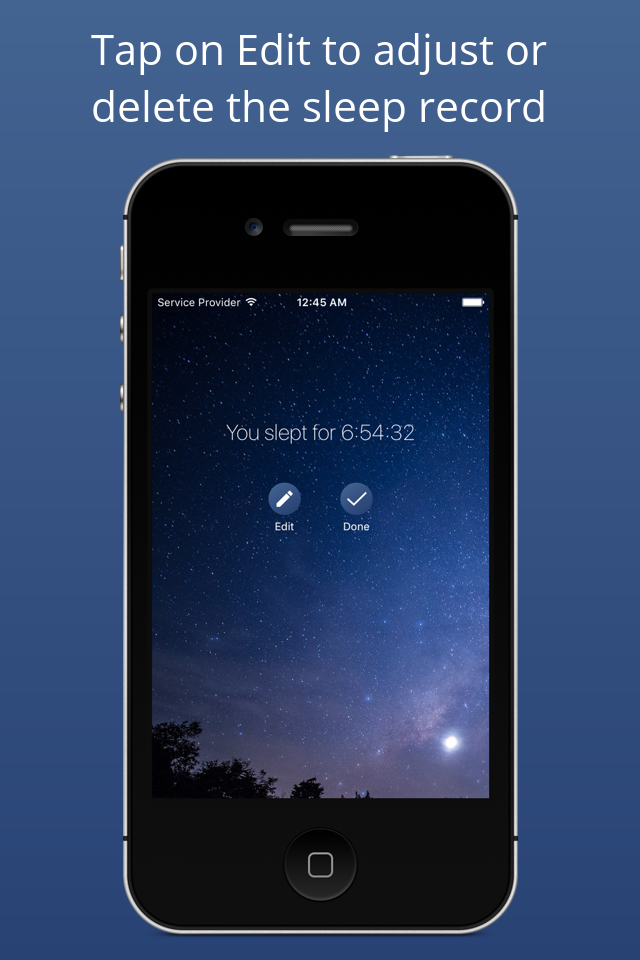 Tap on Edit to adjust or
delete the sleep record
Service Provider 12:45 AM
You slept for 6:54:32
Edit Done